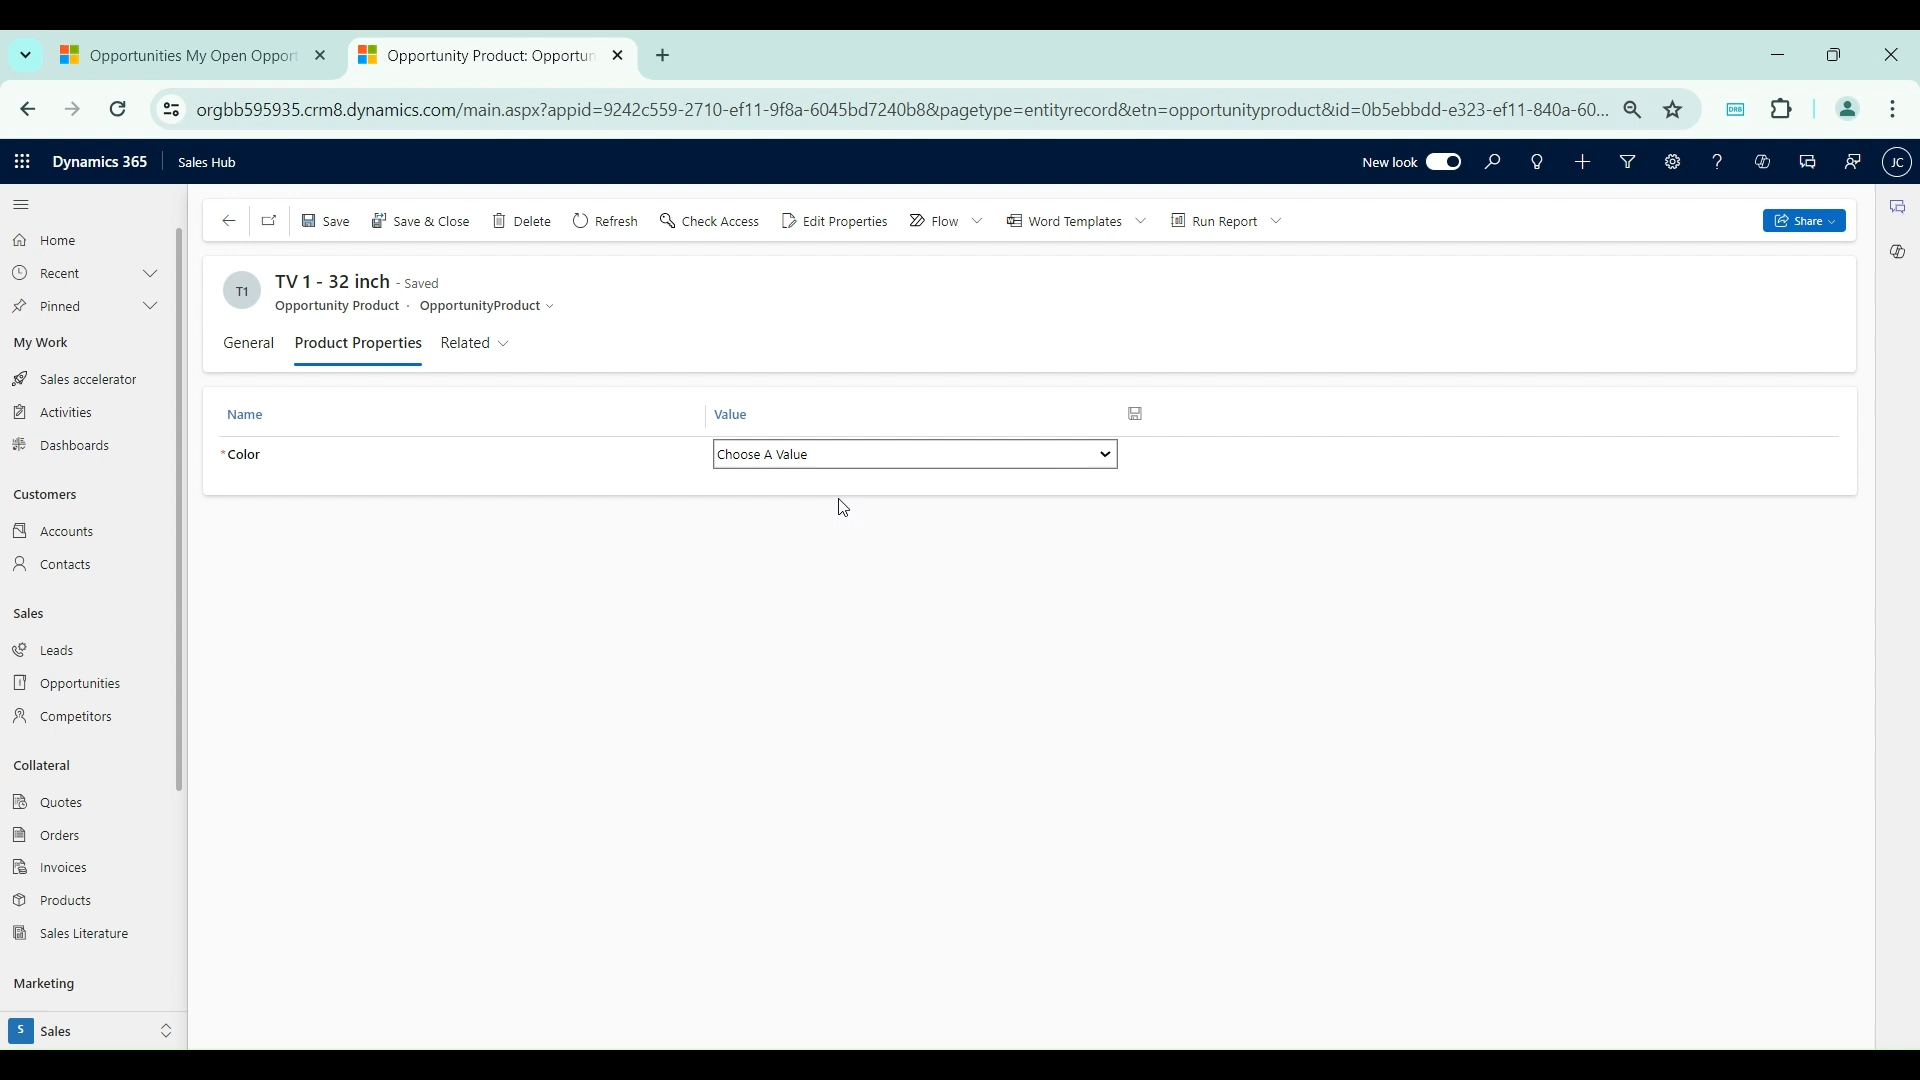 Opportunities My Open Opport
Opportunity Product: Opportun
orgbb595935.crm8.dynamics.com/main.aspx?appid=9242c559-2710-ef11-9f8a-6045bd7240b8&pagetype=entityrecord&etn=opportunityproduct&id=0b5ebbdd-e323-ef11-840a-60...
DRB
Dynamics 365 Sales Hub New look JC
Save Save & Close Delete Refresh Check Access Edit Properties Flow Word Templates Run Report Share
Home
Recent
Pinned
My Work
Sales accelerator
Activities
Dashboards
Customers
Accounts
Contacts
Sales
Leads
Opportunities
Competitors
Collateral
Quotes
Orders
Invoices
Products
Sales Literature
Marketing
S Sales
T1
TV 1 - 32 inch - Saved
Opportunity Product · OpportunityProduct
General Product Properties Related
Name Value
*Color Choose A Value